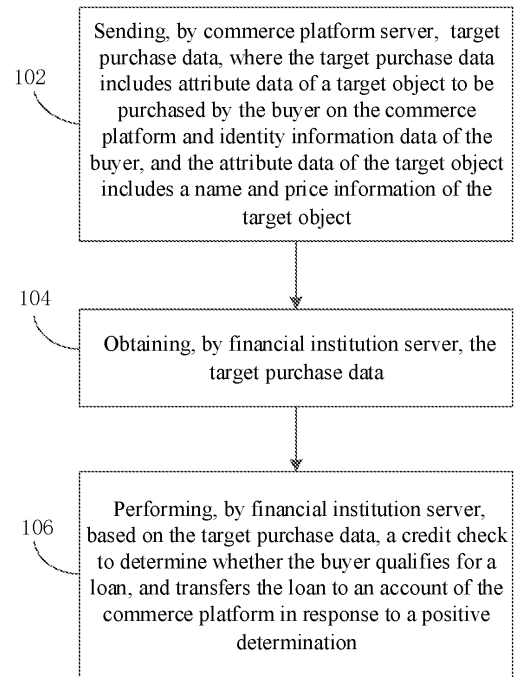 102
Sending, by commerce platform server, target
purchase data, where the target purchase data
includes attribute data of a target object to be
purchased by the buyer on the commerce
platform and identity information data of the
buyer, and the attribute data of the target object
includes a name and price information of the
target object
104
Obtaining, by financial institution server, the
target purchase data
106
Performing, by financial institution server,
based on the target purchase data, a credit check
to determine whether the buyer qualifies for a
loan, and transfers the loan to an account of the
commerce platform in response to a positive
determination